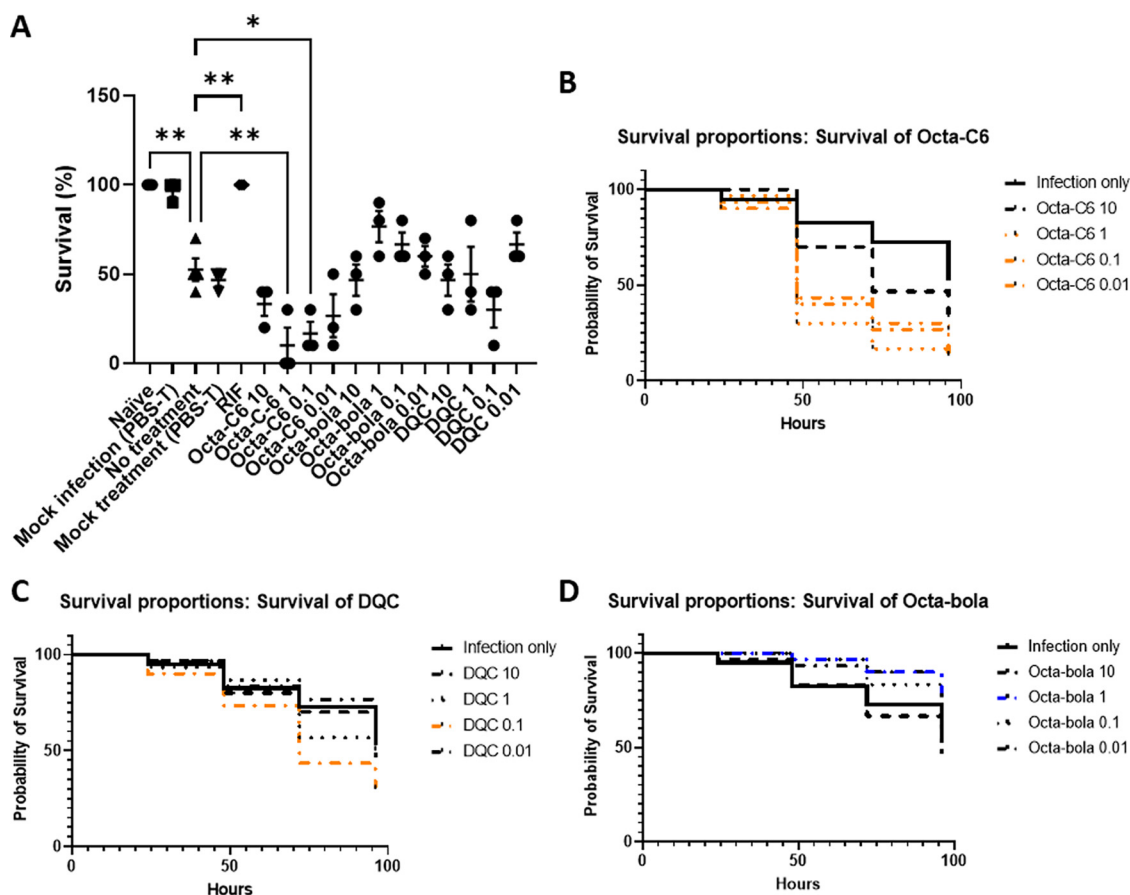 A
*
**
**
**
Survival (%)
150
100
50
0
Naïve
Mock infection (PBS-T)
No treatment
Mock treatment (PBS-T)
RIF
Octa-C6 10
Octa-C-6 1
Octa-C6 0.1
Octa-C6 0.01
Octa-bola 10
Octa-bola 1
Octa-bola 0.1
Octa-bola 0.01
DQC 10
DQC 1
DQC 0.1
DQC 0.01
B
Survival proportions: Survival of Octa-C6
Probability of Survival
100
50
0
0
50
100
Hours
Infection only
Octa-C6 10
Octa-C6 1
Octa-C6 0.1
Octa-C6 0.01
C
Survival proportions: Survival of DQC
Probability of Survival
100
50
0
0
50
100
Hours
Infection only
DQC 10
DQC 1
DQC 0.1
DQC 0.01
D
Survival proportions: Survival of Octa-bola
Probability of Survival
100
50
0
0
50
100
Hours
Infection only
Octa-bola 10
Octa-bola 1
Octa-bola 0.1
Octa-bola 0.01